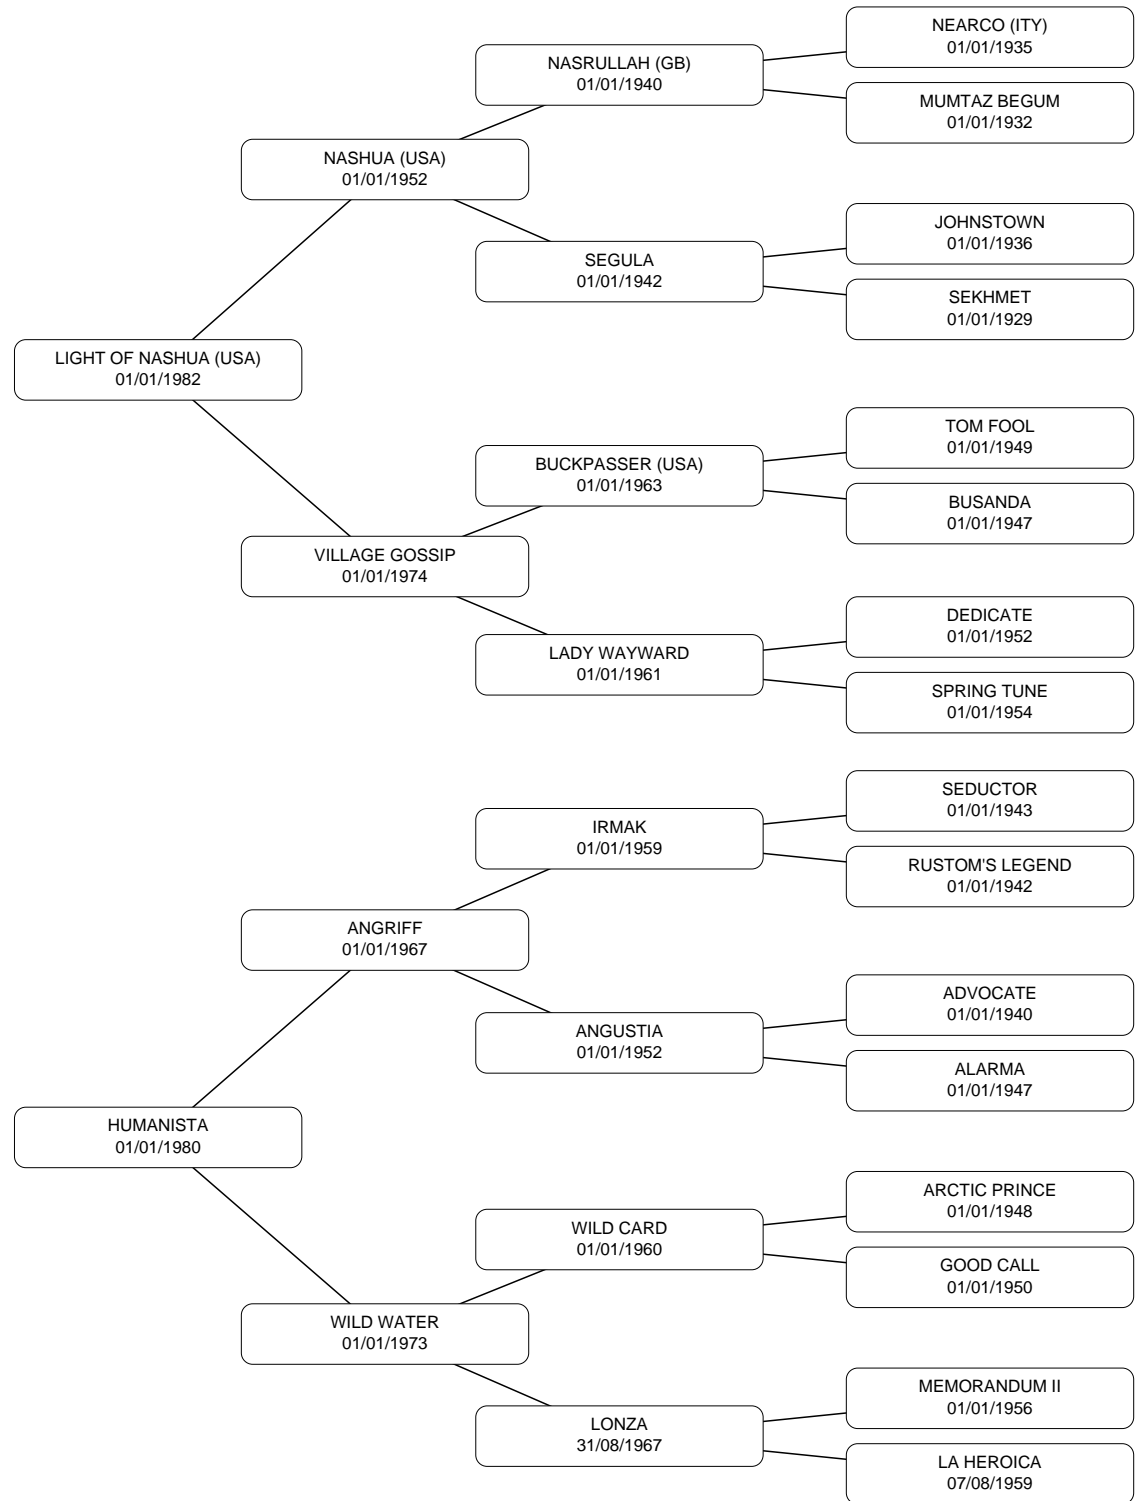 NEARCO (ITY)
01/01/1935
NASRULLAH (GB)
01/01/1940
MUMTAZ BEGUM
01/01/1932
NASHUA (USA)
01/01/1952
JOHNSTOWN
01/01/1936
SEGULA
01/01/1942
SEKHMET
01/01/1929
LIGHT OF NASHUA (USA)
01/01/1982
TOM FOOL
01/01/1949
BUCKPASSER (USA)
01/01/1963
BUSANDA
01/01/1947
VILLAGE GOSSIP
01/01/1974
DEDICATE
01/01/1952
LADY WAYWARD
01/01/1961
SPRING TUNE
01/01/1954
SEDUCTOR
01/01/1943
IRMAK
01/01/1959
RUSTOM'S LEGEND
01/01/1942
ANGRIFF
01/01/1967
ADVOCATE
01/01/1940
ANGUSTIA
01/01/1952
ALARMA
01/01/1947
HUMANISTA
01/01/1980
ARCTIC PRINCE
01/01/1948
WILD CARD
01/01/1960
GOOD CALL
01/01/1950
WILD WATER
01/01/1973
MEMORANDUM II
01/01/1956
LONZA
31/08/1967
LA HEROICA
07/08/1959